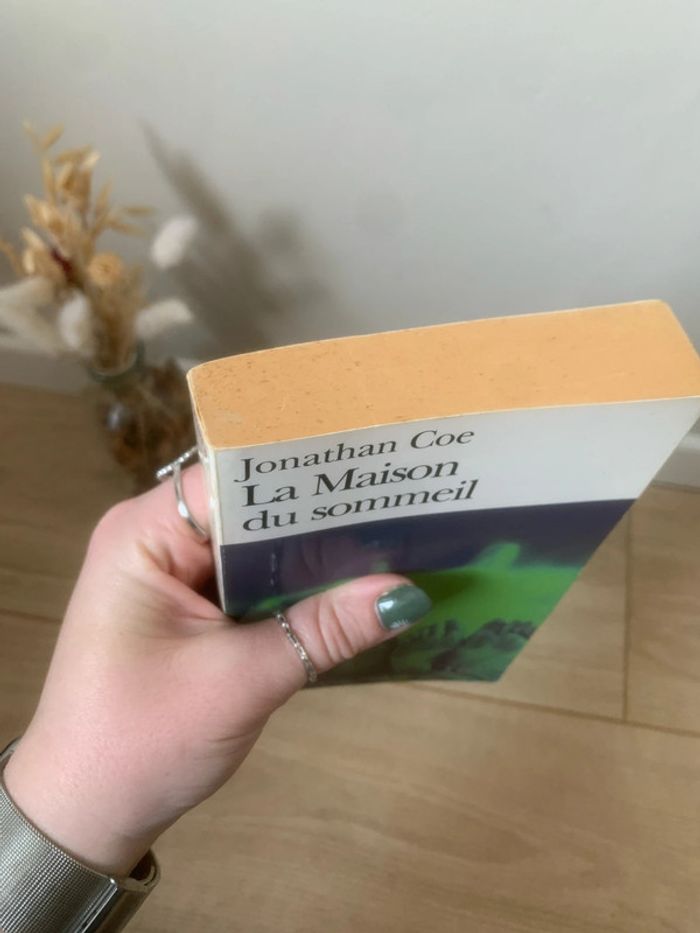 Jonathan Coe
La Maison
du sommeil